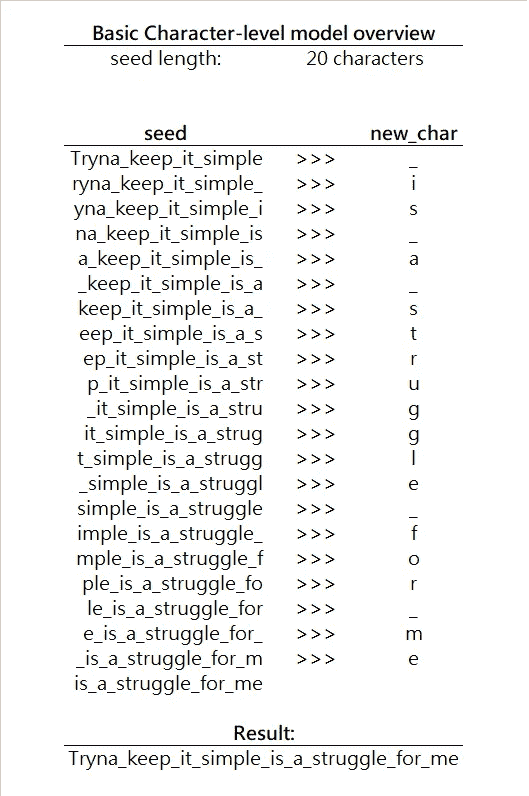 Basic Character-level model overview
seed length: 20 characters
seed new_char
Tryna_keep_it_simple >>> _
ryna_keep_it_simple_ >>> i
yna_keep_it_simple_i >>> s
na_keep_it_simple_is >>> _
a_keep_it_simple_is_ >>> a
_keep_it_simple_is_a >>> _
keep_it_simple_is_a_ >>> s
eep_it_simple_is_a_s >>> t
ep_it_simple_is_a_st >>> r
p_it_simple_is_a_str >>> u
_it_simple_is_a_stru >>> g
it_simple_is_a_strug >>> g
t_simple_is_a_strugg >>> l
_simple_is_a_struggl >>> e
simple_is_a_struggle >>> _
imple_is_a_struggle_ >>> f
mple_is_a_struggle_f >>> o
ple_is_a_struggle_fo >>> r
le_is_a_struggle_for >>> _
e_is_a_struggle_for_ >>> m
_is_a_struggle_for_m >>> e
is_a_struggle_for_me
Result:
Tryna_keep_it_simple_is_a_struggle_for_me